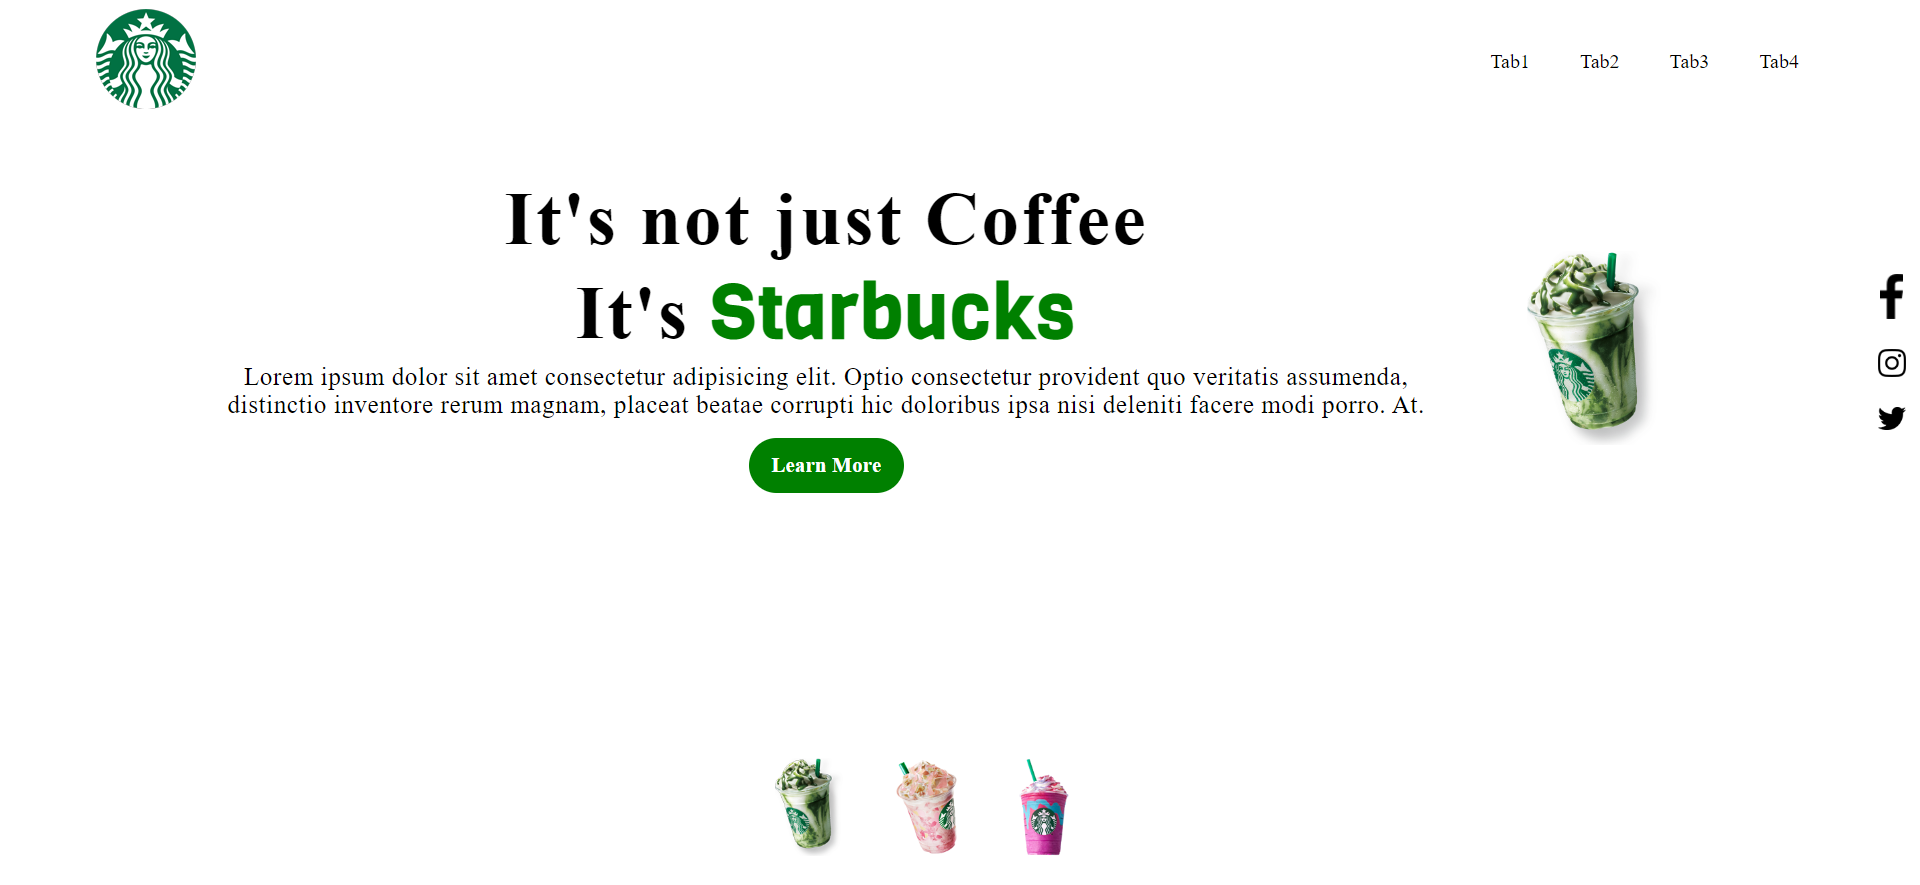 Tab1 Tab2 Tab3 Tab4
It's not just Coffee
It's Starbucks
Lorem ipsum dolor sit amet consectetur adipisicing elit. Optio consectetur provident quo veritatis assumenda,
distinctio inventore rerum magnam, placeat beatae corrupti hic doloribus ipsa nisi deleniti facere modi porro. At.
Learn More